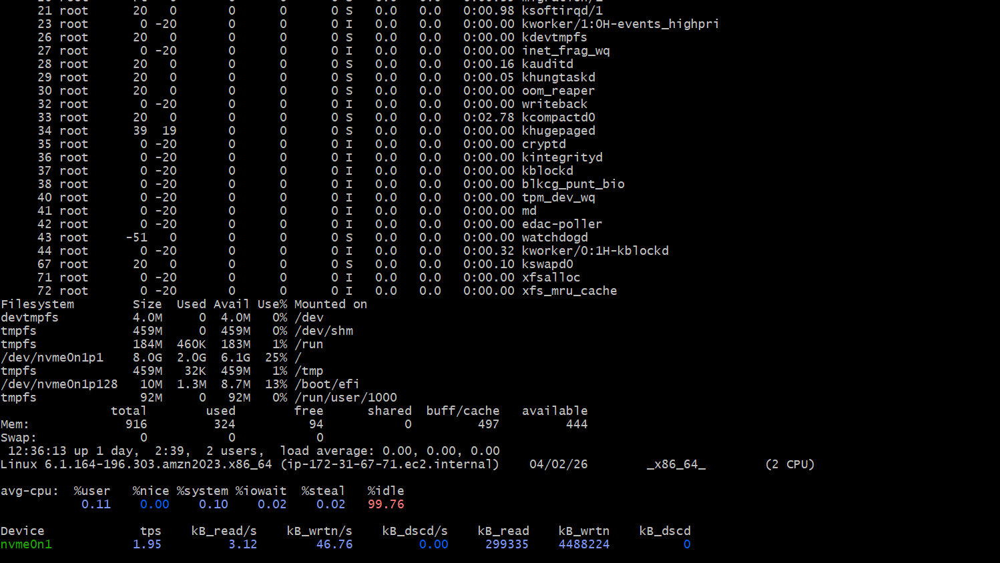 21 root 20 0 0 0 0 S 0.0 0.0 0:00.98 ksoftirqd/1
23 root 0 -20 0 0 0 I 0.0 0.0 0:00.00 kworker/1:0H-events_highpri
26 root 20 0 0 0 0 S 0.0 0.0 0:00.00 kdevtmpfs
27 root 0 -20 0 0 0 I 0.0 0.0 0:00.00 inet_frag_wq
28 root 20 0 0 0 0 S 0.0 0.0 0:00.16 kauditd
29 root 20 0 0 0 0 S 0.0 0.0 0:00.05 khungtaskd
30 root 20 0 0 0 0 S 0.0 0.0 0:00.00 oom_reaper
32 root 0 -20 0 0 0 I 0.0 0.0 0:00.00 writeback
33 root 20 0 0 0 0 S 0.0 0.0 0:02.78 kcompactd0
34 root 39 19 0 0 0 S 0.0 0.0 0:00.00 khugepaged
35 root 0 -20 0 0 0 I 0.0 0.0 0:00.00 cryptd
36 root 0 -20 0 0 0 I 0.0 0.0 0:00.00 kintegrityd
37 root 0 -20 0 0 0 I 0.0 0.0 0:00.00 kblockd
38 root 0 -20 0 0 0 I 0.0 0.0 0:00.00 blkcg_punt_bio
40 root 0 -20 0 0 0 I 0.0 0.0 0:00.00 tpm_dev_wq
41 root 0 -20 0 0 0 I 0.0 0.0 0:00.00 md
42 root 0 -20 0 0 0 I 0.0 0.0 0:00.00 edac-poller
43 root -51 0 0 0 0 S 0.0 0.0 0:00.00 watchdogd
44 root 0 -20 0 0 0 I 0.0 0.0 0:00.32 kworker/0:1H-kblockd
67 root 20 0 0 0 0 S 0.0 0.0 0:00.10 kswapd0
71 root 0 -20 0 0 0 I 0.0 0.0 0:00.00 xfsalloc
72 root 0 -20 0 0 0 I 0.0 0.0 0:00.00 xfs_mru_cache
Filesystem Size Used Avail Use% Mounted on
devtmpfs 4.0M 0 4.0M 0% /dev
tmpfs 459M 0 459M 0% /dev/shm
tmpfs 184M 460K 183M 1% /run
/dev/nvme0n1p1 8.0G 2.0G 6.1G 25% /
tmpfs 459M 32K 459M 1% /tmp
/dev/nvme0n1p128 10M 1.3M 8.7M 13% /boot/efi
tmpfs 92M 0 92M 0% /run/user/1000
total used free shared buff/cache available
Mem: 916 324 94 0 497 444
Swap: 0 0 0
12:36:13 up 1 day, 2:39, 2 users, load average: 0.00, 0.00, 0.00
Linux 6.1.164-196.303.amzn2023.x86_64 (ip-172-31-67-71.ec2.internal) 04/02/26 _x86_64_ (2 CPU)
avg-cpu: %user %nice %system %iowait %steal %idle
0.11 0.00 0.10 0.02 0.02 99.76
Device tps kB_read/s kB_wrtn/s kB_dscd/s kB_read kB_wrtn kB_dscd
nvme0n1 1.95 3.12 46.76 0.00 299335 4488224 0